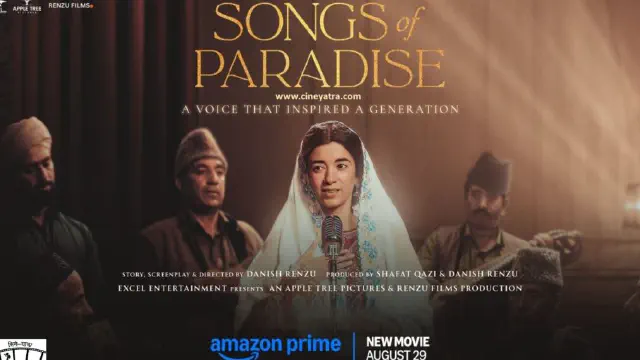 APPLE TREE
RENZU FILMS
SONGS of
PARADISE
www.cineyatra.com
A VOICE THAT INSPIRED A GENERATION
STORY, SCREENPLAY & DIRECTED BY DANISH RENZU PRODUCED BY SHAFAT QAZI & DANISH RENZU
EXCEL ENTERTAINMENT PRESENTS AN APPLE TREE PICTURES & RENZU FILMS PRODUCTION
amazon prime
NEW MOVIE
AUGUST 29